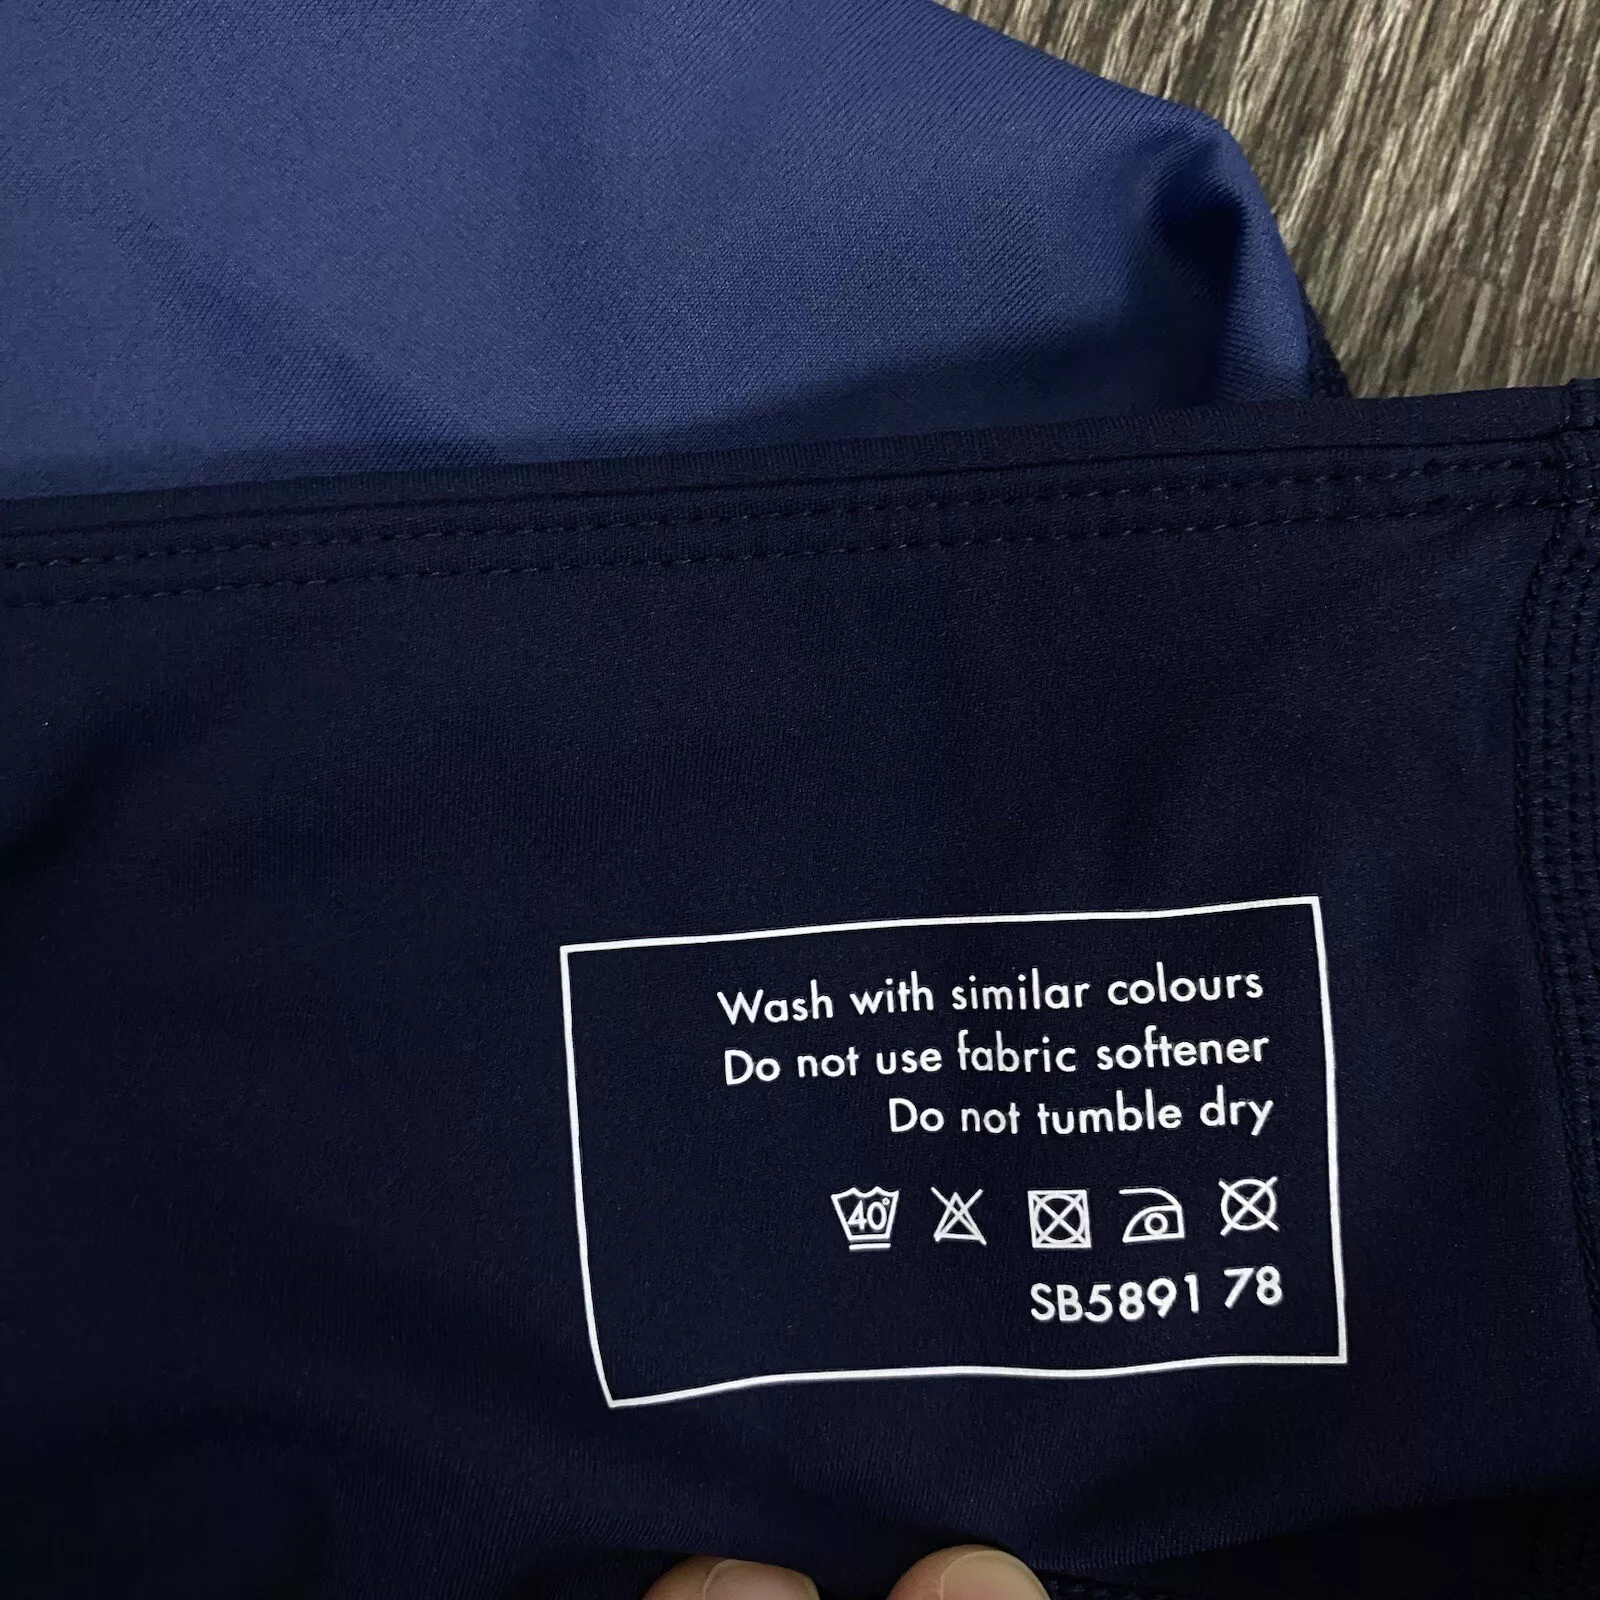 Wash with similar colours
Do not use fabric softener
Do not tumble dry
40°
SB5891 78